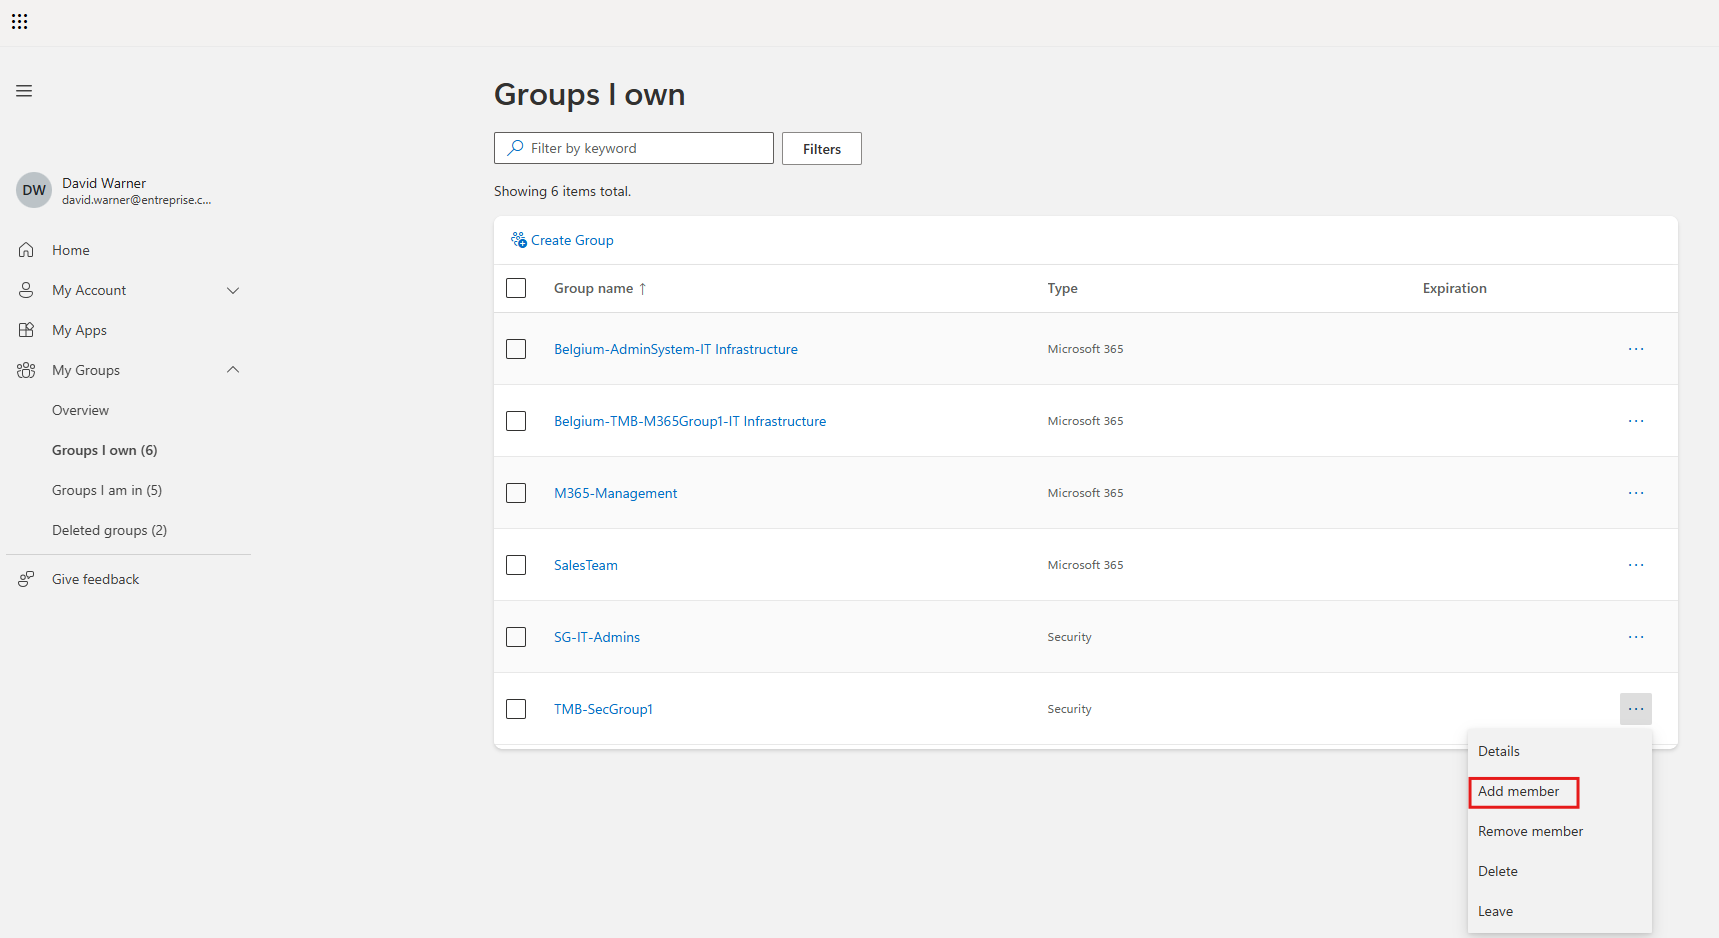 Groups I own
Filter by keyword
Filters
Showing 6 items total.
DW
David Warner
david.warner@entreprise.c...
Home
My Account
My Apps
My Groups
Overview
Groups I own (6)
Groups I am in (5)
Deleted groups (2)
Give feedback
Create Group
Group name ↑ Type Expiration
Belgium-AdminSystem-IT Infrastructure Microsoft 365 ...
Belgium-TMB-M365Group1-IT Infrastructure Microsoft 365 ...
M365-Management Microsoft 365 ...
SalesTeam Microsoft 365 ...
SG-IT-Admins Security ...
TMB-SecGroup1 Security ...
Details
Add member
Remove member
Delete
Leave